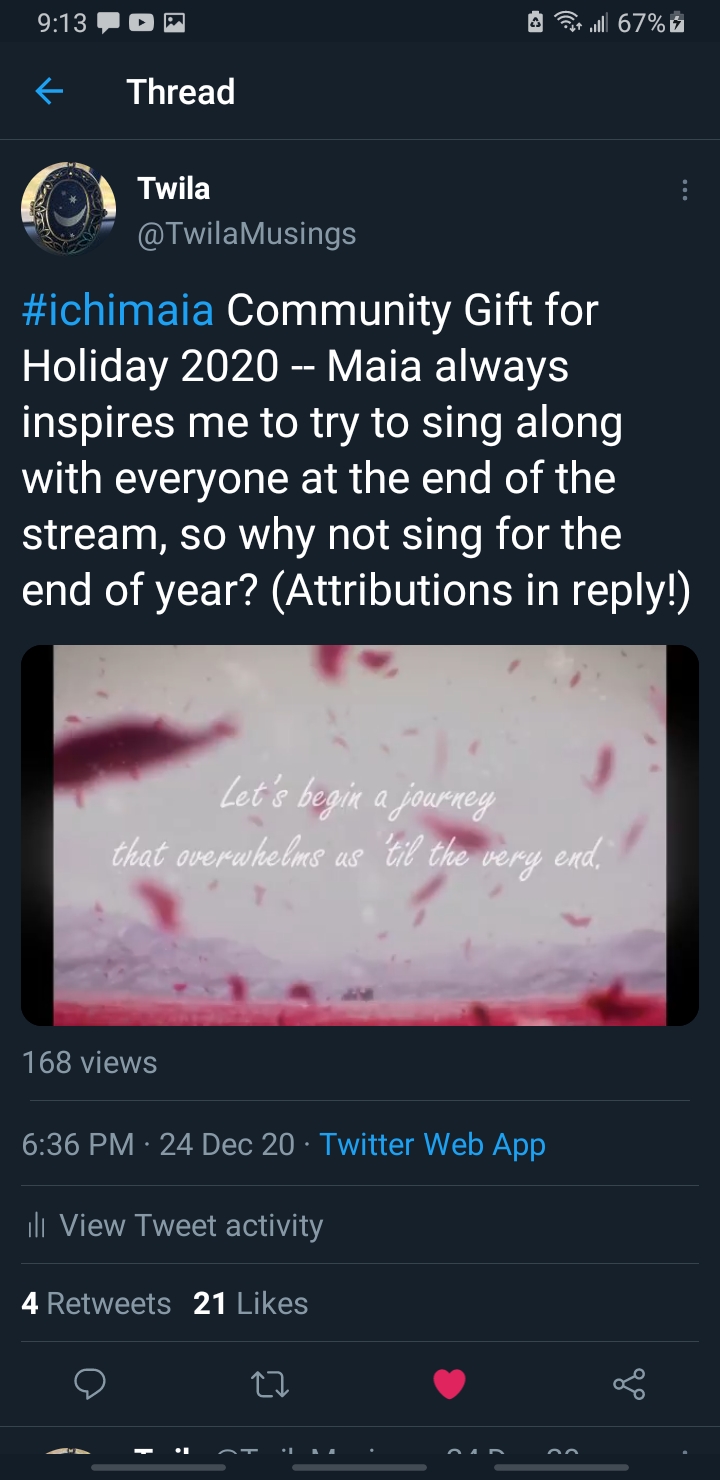 9:13 67%
Thread
Twila
@TwilaMusings
#ichimaia Community Gift for
Holiday 2020 -- Maia always
inspires me to try to sing along
with everyone at the end of the
stream, so why not sing for the
end of year? (Attributions in reply!)
Let's begin a journey
that overwhelms us 'til the very end.
168 views
6:36 PM · 24 Dec 20 · Twitter Web App
View Tweet activity
4 Retweets 21 Likes